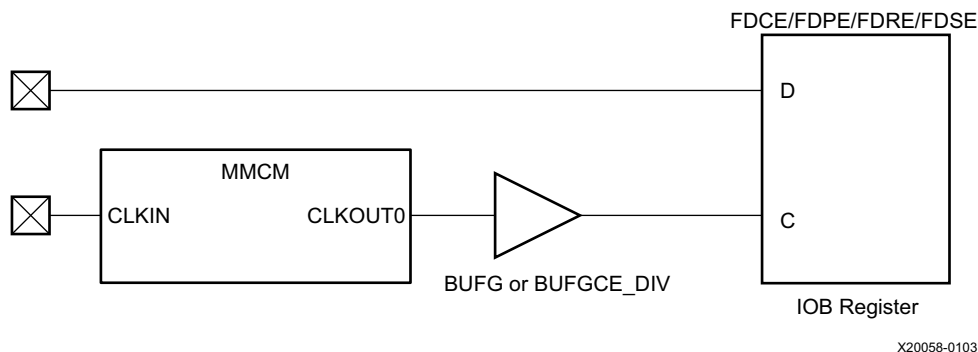 FDCE/FDPE/FDRE/FDSE
D
MMCM
CLKIN
CLKOUT0
C
BUFG or BUFGCE_DIV
IOB Register
X20058-0103